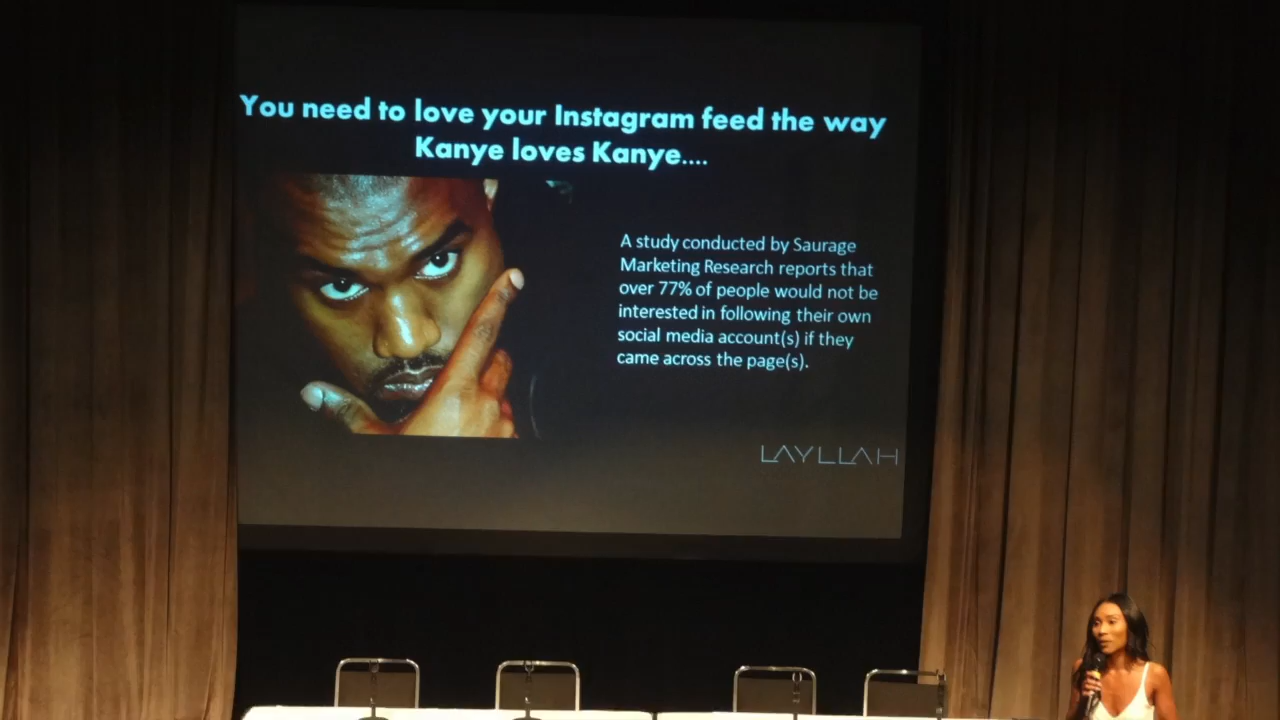 You need to love your Instagram feed the way
Kanye loves Kanye....
A study conducted by Saurage
Marketing Research reports that
over 77% of people would not be
interested in following their own
social media account(s) if they
came across the page(s).
LAYLLAH